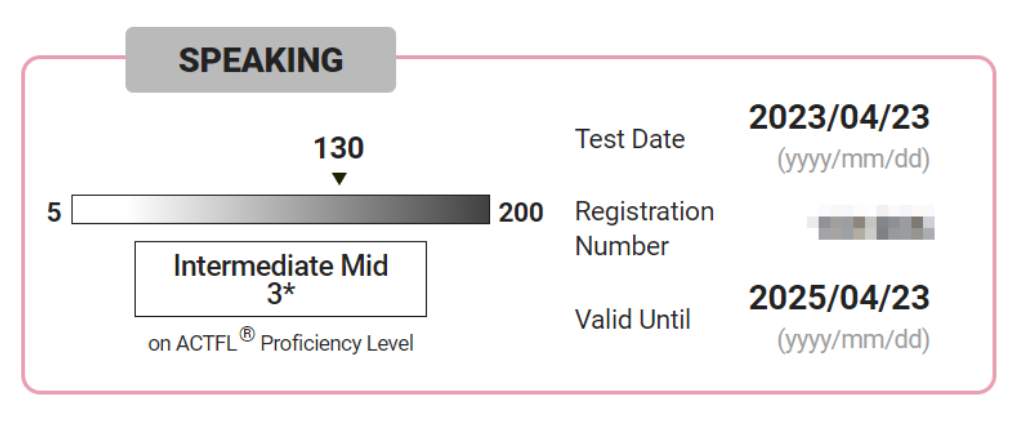 SPEAKING
130
5
200
Intermediate Mid
3*
on ACTFL® Proficiency Level
Test Date
2023/04/23
(yyyy/mm/dd)
Registration
Number
Valid Until
2025/04/23
(yyyy/mm/dd)